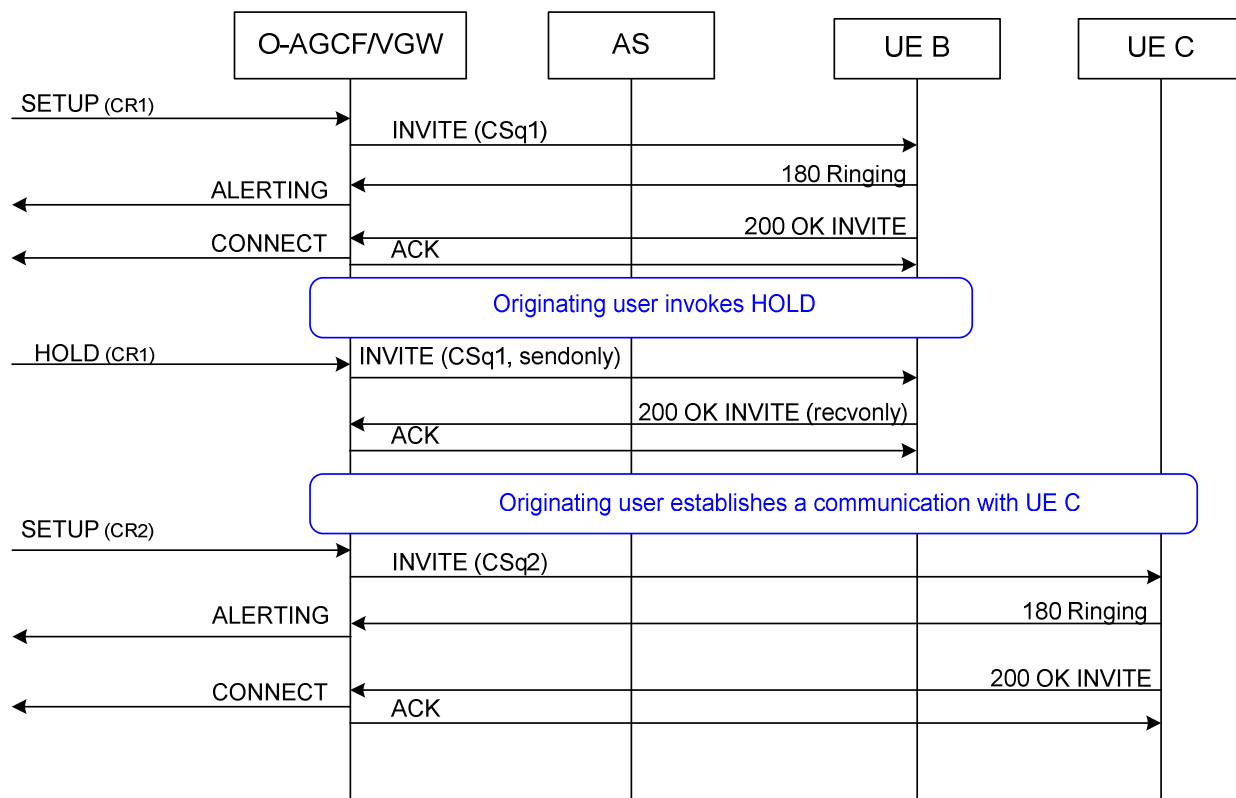 O-AGCF/VGW
AS
UE B
UE C
SETUP (CR1)
INVITE (CSq1)
180 Ringing
ALERTING
200 OK INVITE
CONNECT
ACK
Originating user invokes HOLD
HOLD (CR1)
INVITE (CSq1, sendonly)
200 OK INVITE (recvonly)
ACK
Originating user establishes a communication with UE C
SETUP (CR2)
INVITE (CSq2)
ALERTING
180 Ringing
200 OK INVITE
CONNECT
ACK